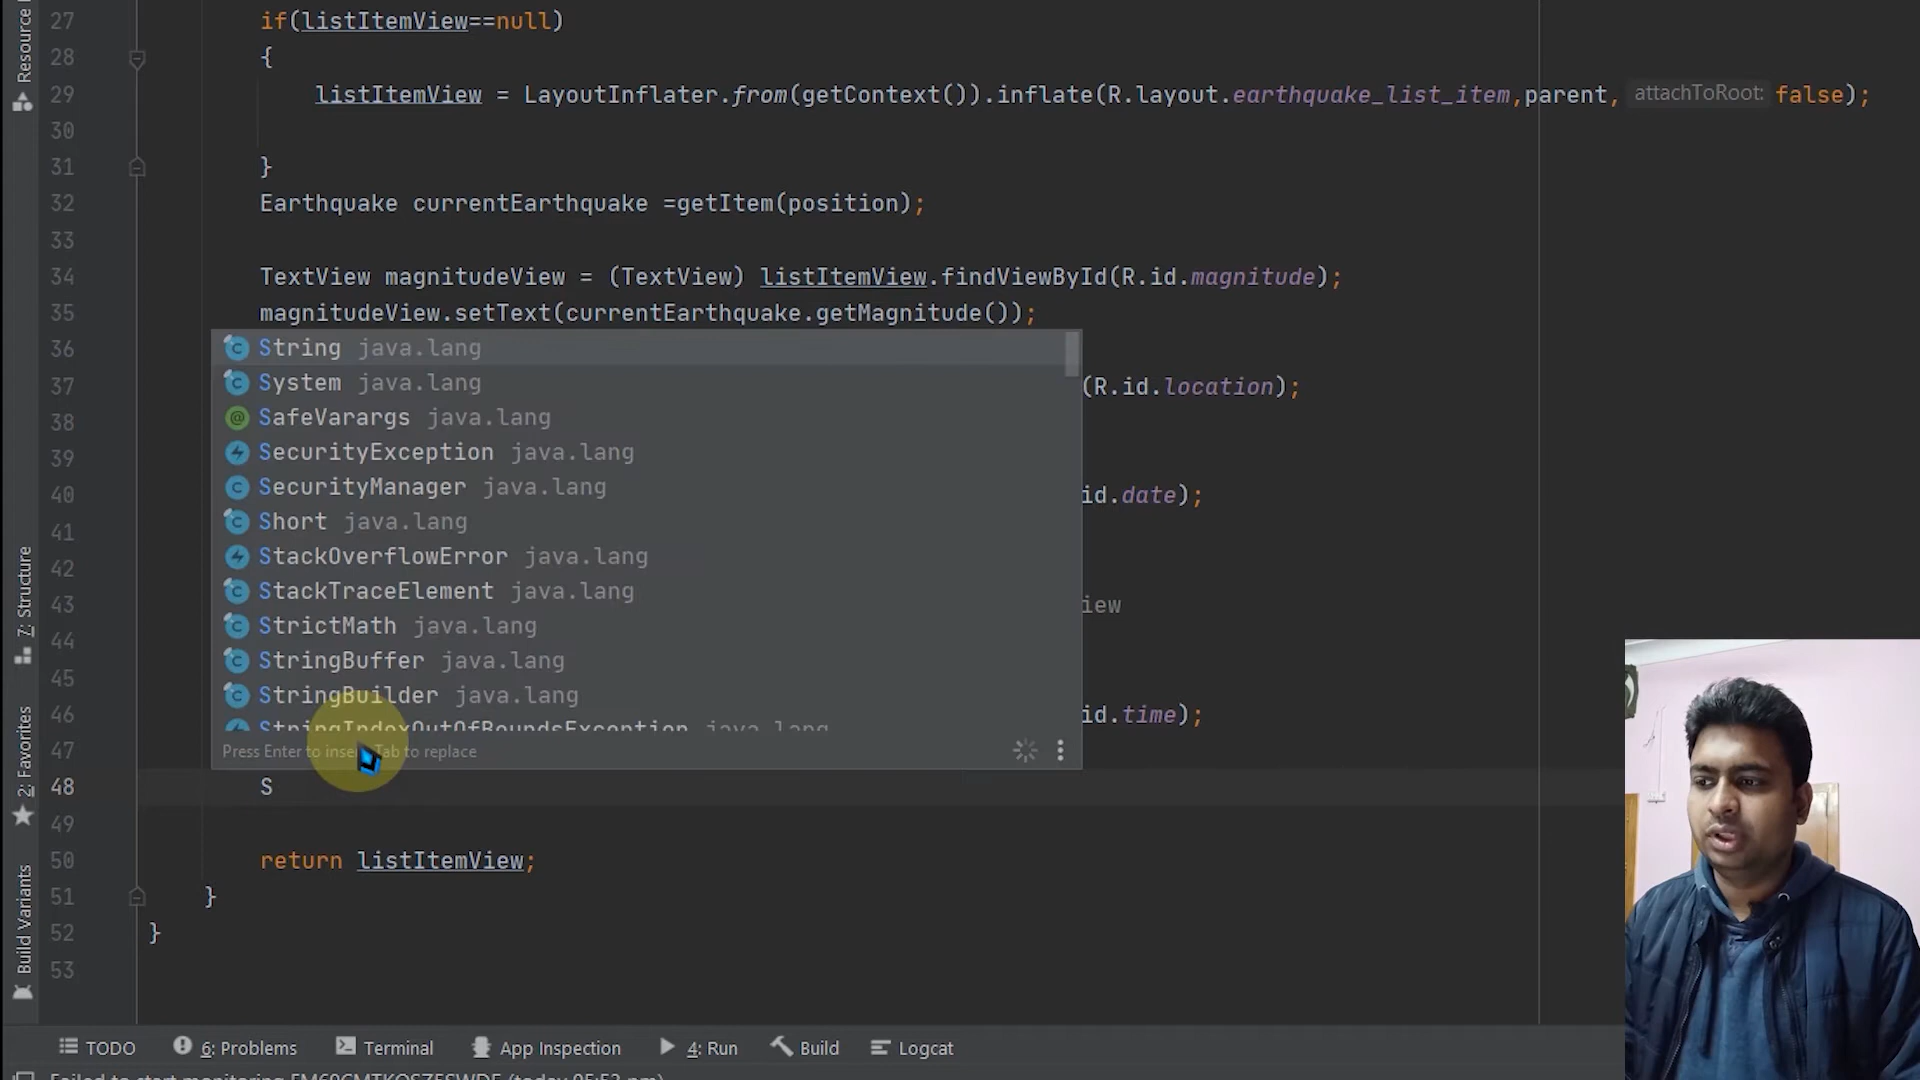 Resource
27 if(listItemView==null)
28 {
29 listItemView = LayoutInflater.from(getContext()).inflate(R.layout.earthquake_list_item,parent, attachToRoot: false);
30
31 }
32 Earthquake currentEarthquake =getItem(position);
33
34 TextView magnitudeView = (TextView) listItemView.findViewById(R.id.magnitude);
35 magnitudeView.setText(currentEarthquake.getMagnitude());
36
String java.lang
System java.lang
37 (R.id.location);
SafeVarargs java.lang
38
SecurityException java.lang
39
SecurityManager java.lang
40 id.date);
Short java.lang
41
StackOverflowError java.lang
42
StackTraceElement java.lang
43 iew
StrictMath java.lang
44
StringBuffer java.lang
45
StringBuilder java.lang
46 id.time);
StringIndexOutOfBoundsException java.lang
47
Press Enter to insert, Tab to replace
48 S
49
50 return listItemView;
51 }
52 }
53
7: Structure
2: Favorites
Build Variants
TODO 6: Problems Terminal App Inspection 4: Run Build Logcat